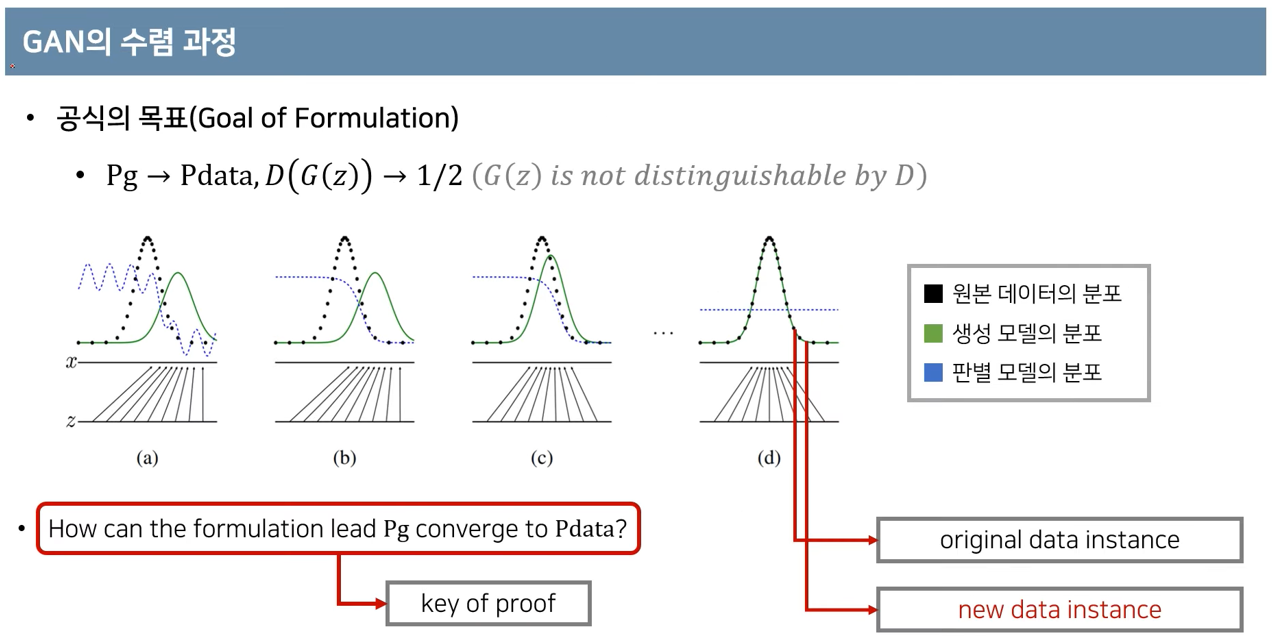 GAN의 수렴 과정
• 공식의 목표(Goal of Formulation)
• Pg → Pdata, D(G(z)) → 1/2 (G(z) is not distinguishable by D)
x
z
...
(a)
(b)
(c)
(d)
원본 데이터의 분포
생성 모델의 분포
판별 모델의 분포
• How can the formulation lead Pg converge to Pdata?
key of proof
original data instance
new data instance